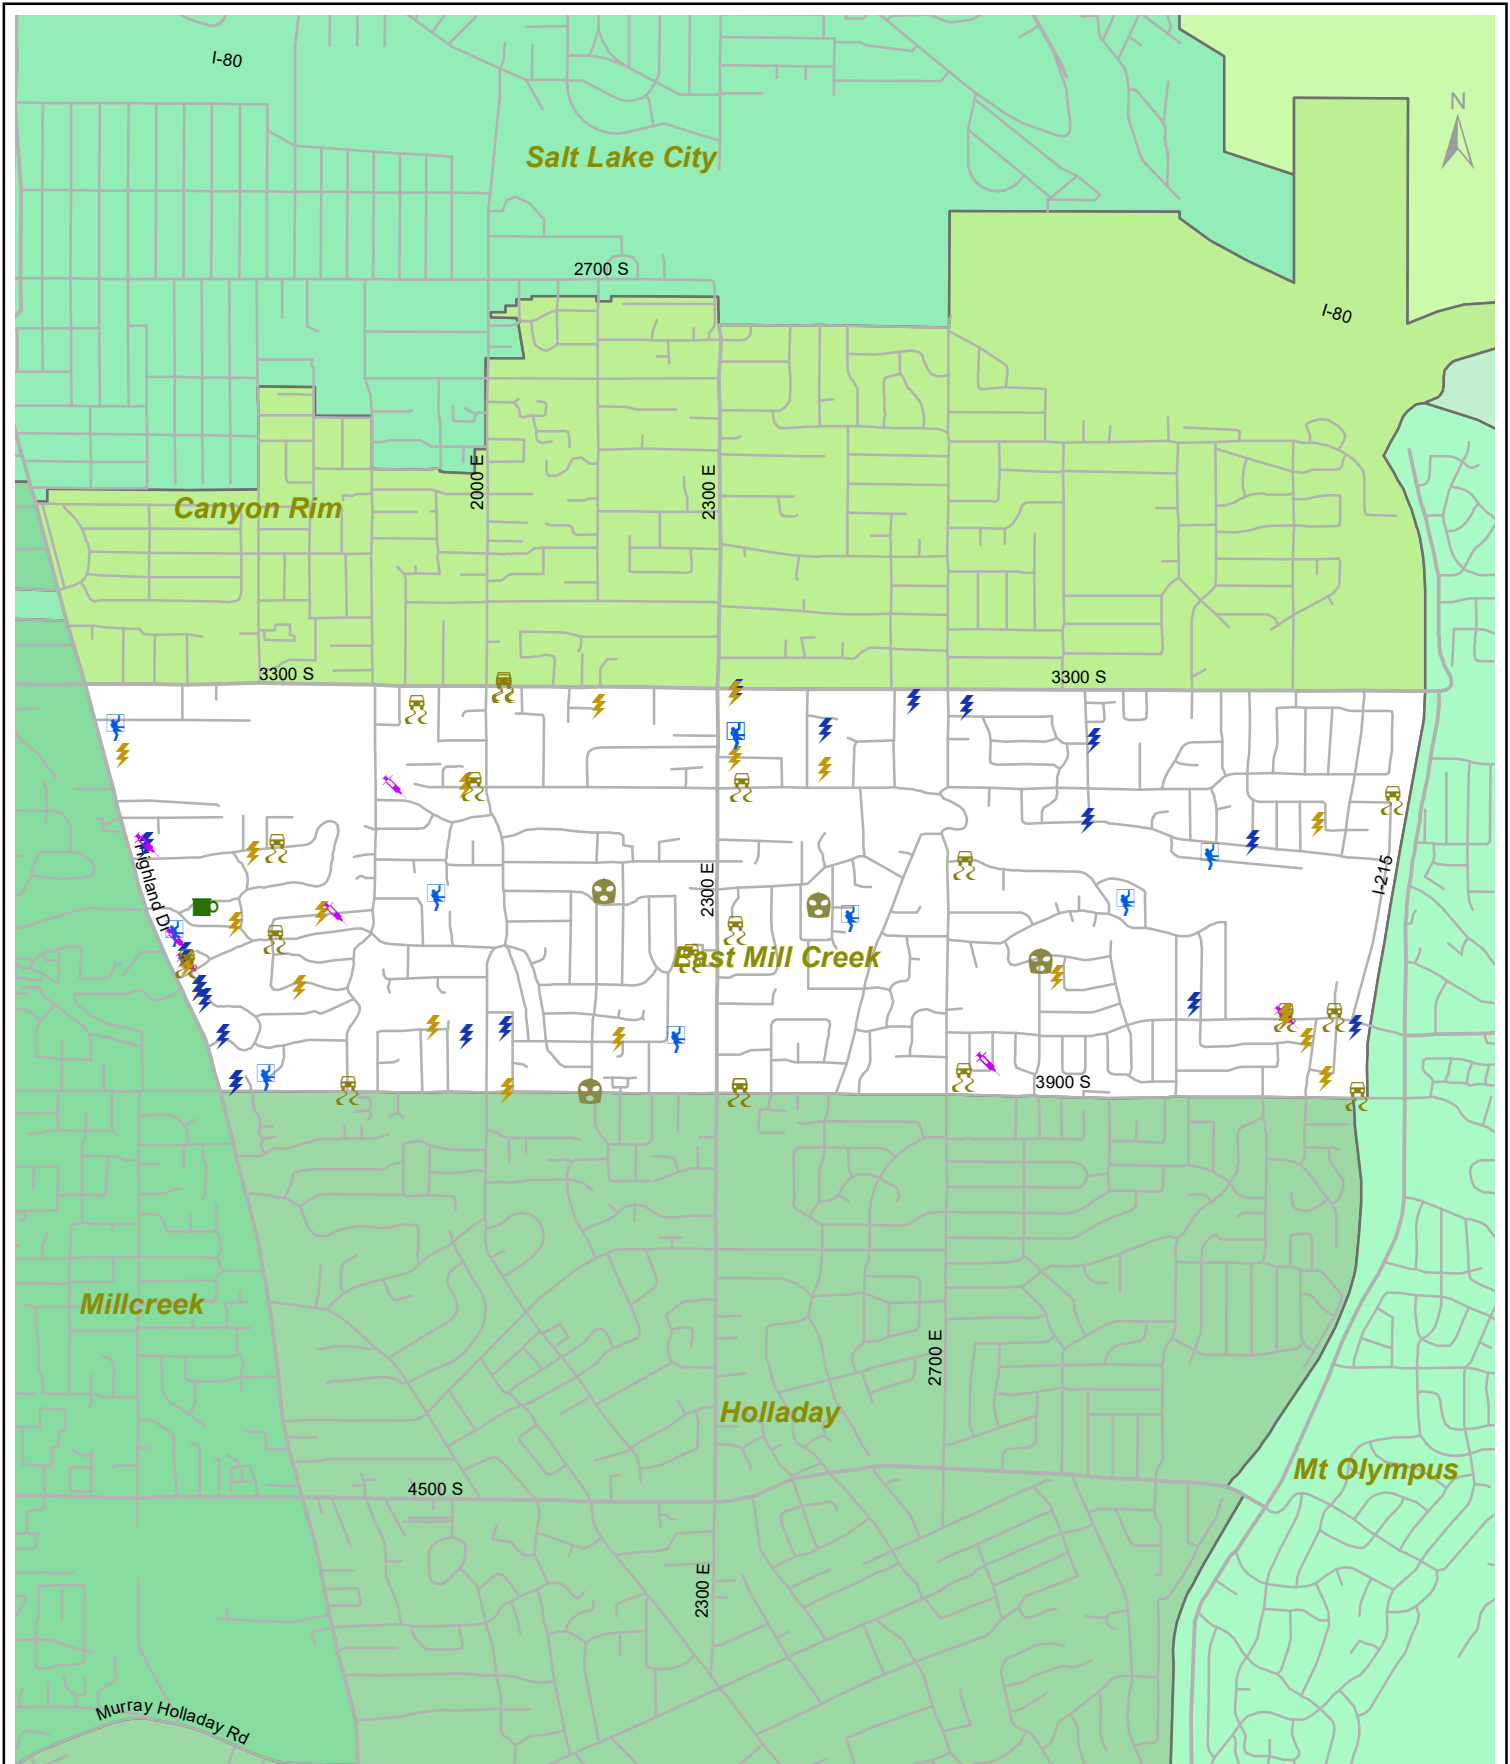 I-80
N
Salt Lake City
2700 S
I-80
2000 E
2300 E
Canyon Rim
3300 S
3300 S
Highland Dr
2300 E
I-215
East Mill Creek
3900 S
Millcreek
2700 E
Holladay
Mt Olympus
4500 S
2300 E
Murray Holladay Rd